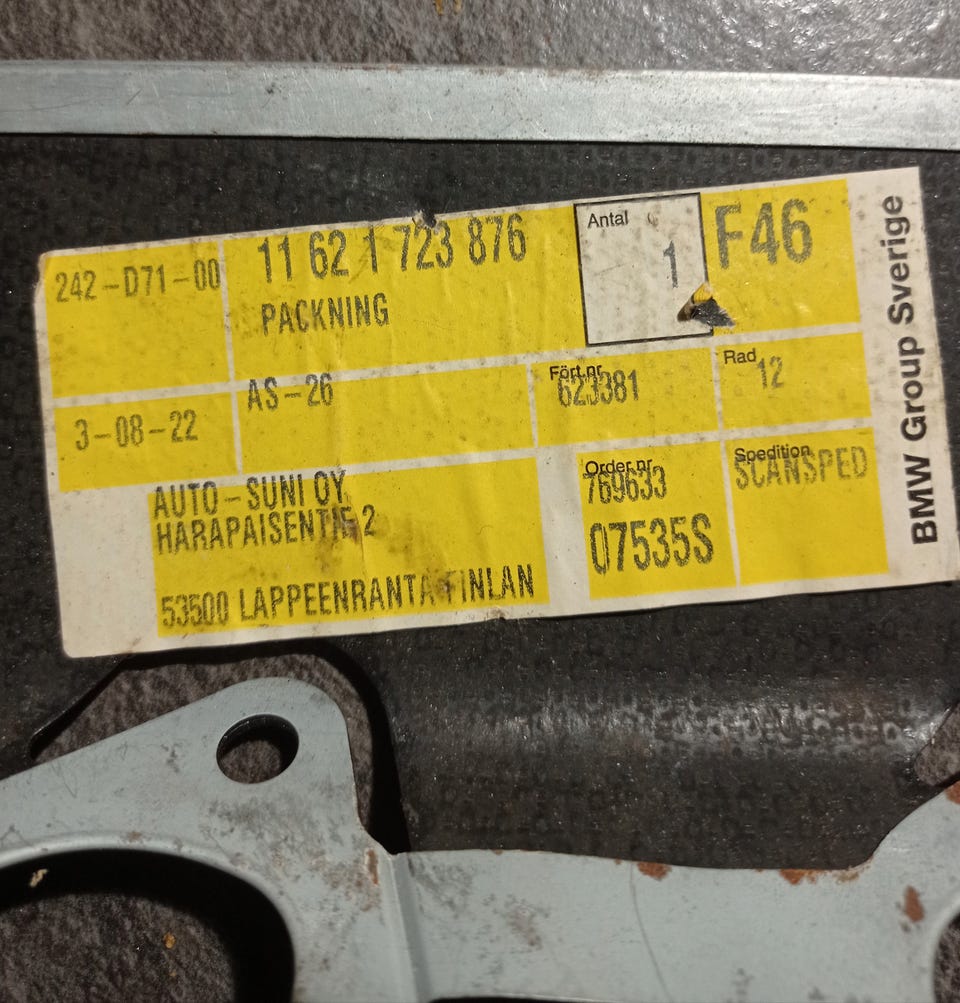 242-D71-00
11 62 1 723 876
PACKNING
Antal
1
F46
3-08-22
AS-26
Fört.nr
623381
Rad
12
AUTO-SUNI OY
HARAPAISENTIE 2
53500 LAPPEENRANTA FINLAN
Order nr
769633
07535S
Spedition
SCANSPED
BMW Group Sverige